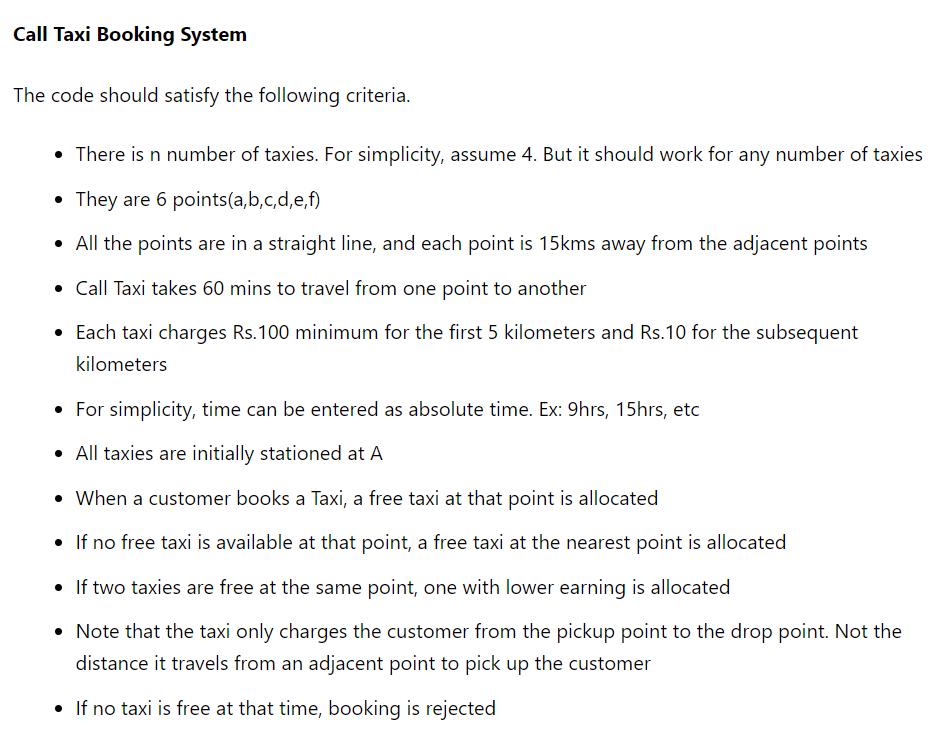 Call Taxi Booking System
The code should satisfy the following criteria.
• There is n number of taxies. For simplicity, assume 4. But it should work for any number of taxies
• They are 6 points(a,b,c,d,e,f)
• All the points are in a straight line, and each point is 15kms away from the adjacent points
• Call Taxi takes 60 mins to travel from one point to another
• Each taxi charges Rs.100 minimum for the first 5 kilometers and Rs.10 for the subsequent
kilometers
• For simplicity, time can be entered as absolute time. Ex: 9hrs, 15hrs, etc
• All taxies are initially stationed at A
• When a customer books a Taxi, a free taxi at that point is allocated
• If no free taxi is available at that point, a free taxi at the nearest point is allocated
• If two taxies are free at the same point, one with lower earning is allocated
• Note that the taxi only charges the customer from the pickup point to the drop point. Not the
distance it travels from an adjacent point to pick up the customer
• If no taxi is free at that time, booking is rejected